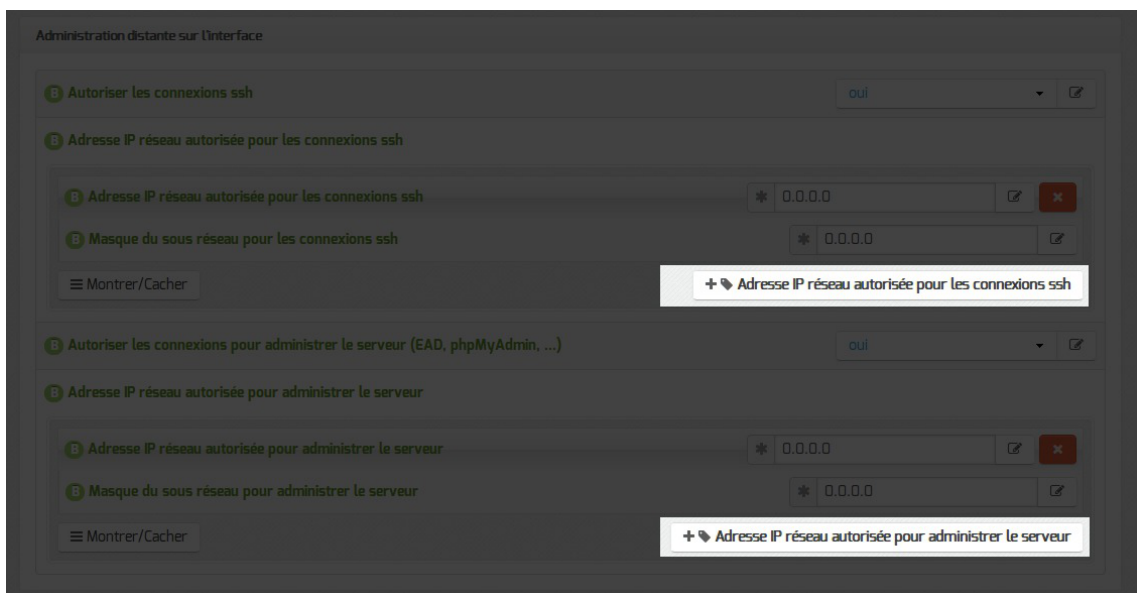 Administration distante sur l'interface
B Autoriser les connexions ssh oui
B Adresse IP réseau autorisée pour les connexions ssh
B Adresse IP réseau autorisée pour les connexions ssh 0.0.0.0
B Masque du sous réseau pour les connexions ssh 0.0.0.0
Montrer/Cacher + Adresse IP réseau autorisée pour les connexions ssh
B Autoriser les connexions pour administrer le serveur (EAD, phpMyAdmin, ...) oui
B Adresse IP réseau autorisée pour administrer le serveur
B Adresse IP réseau autorisée pour administrer le serveur 0.0.0.0
B Masque du sous réseau pour administrer le serveur 0.0.0.0
Montrer/Cacher + Adresse IP réseau autorisée pour administrer le serveur